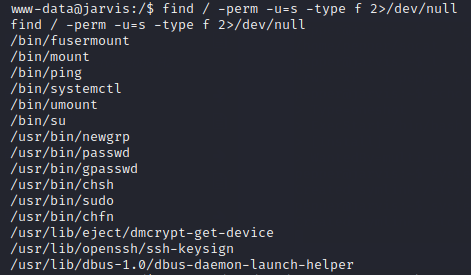 www-data@jarvis:/$ find / -perm -u=s -type f 2>/dev/null
find / -perm -u=s -type f 2>/dev/null
/bin/fusermount
/bin/mount
/bin/ping
/bin/systemctl
/bin/umount
/bin/su
/usr/bin/newgrp
/usr/bin/passwd
/usr/bin/gpasswd
/usr/bin/chsh
/usr/bin/sudo
/usr/bin/chfn
/usr/lib/eject/dmcrypt-get-device
/usr/lib/openssh/ssh-keysign
/usr/lib/dbus-1.0/dbus-daemon-launch-helper